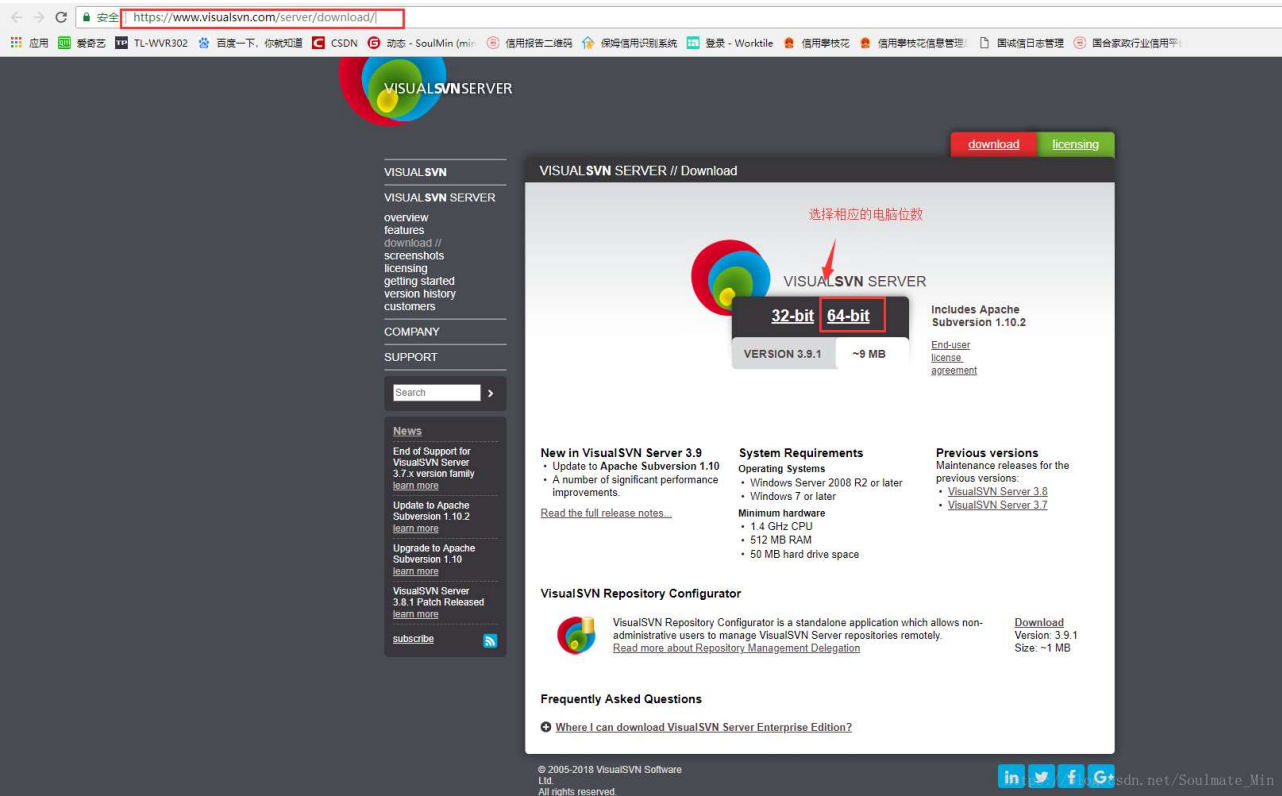 安全 https://www.visualsvn.com/server/download/
应用 爱奇艺 TL-WVR302 百度一下，你就知道 CSDN 动态 - SoulMin (min 信用报告二维码 保姆信用识别系统 登录 - Worktile 信用攀枝花 信用攀枝花信息管理 国诚信日志管理 国合家政行业信用平
VISUALSVNSERVER
download licensing
VISUALSVN
VISUALSVN SERVER
overview
features
download //
screenshots
licensing
getting started
version history
customers
COMPANY
SUPPORT
Search
News
End of Support for
VisualSVN Server
3.7.x version family
learn more
Update to Apache
Subversion 1.10.2
learn more
Upgrade to Apache
Subversion 1.10
learn more
VisualSVN Server
3.8.1 Patch Released
learn more
subscribe
VISUALSVN SERVER // Download
选择相应的电脑位数
VISUALSVN SERVER
32-bit 64-bit
VERSION 3.9.1 ~9 MB
Includes Apache
Subversion 1.10.2
End-user
license
agreement
New in VisualSVN Server 3.9
• Update to Apache Subversion 1.10
• A number of significant performance
improvements.
Read the full release notes...
System Requirements
Operating Systems
• Windows Server 2008 R2 or later
• Windows 7 or later
Minimum hardware
• 1.4 GHz CPU
• 512 MB RAM
• 50 MB hard drive space
Previous versions
Maintenance releases for the
previous versions:
• VisualSVN Server 3.8
• VisualSVN Server 3.7
VisualSVN Repository Configurator
VisualSVN Repository Configurator is a standalone application which allows non-
administrative users to manage VisualSVN Server repositories remotely.
Read more about Repository Management Delegation
Download
Version: 3.9.1
Size: ~1 MB
Frequently Asked Questions
Where I can download VisualSVN Server Enterprise Edition?
© 2005-2018 VisualSVN Software
Ltd.
All rights reserved.
in f G+
sdn.net/Soulmate_Min